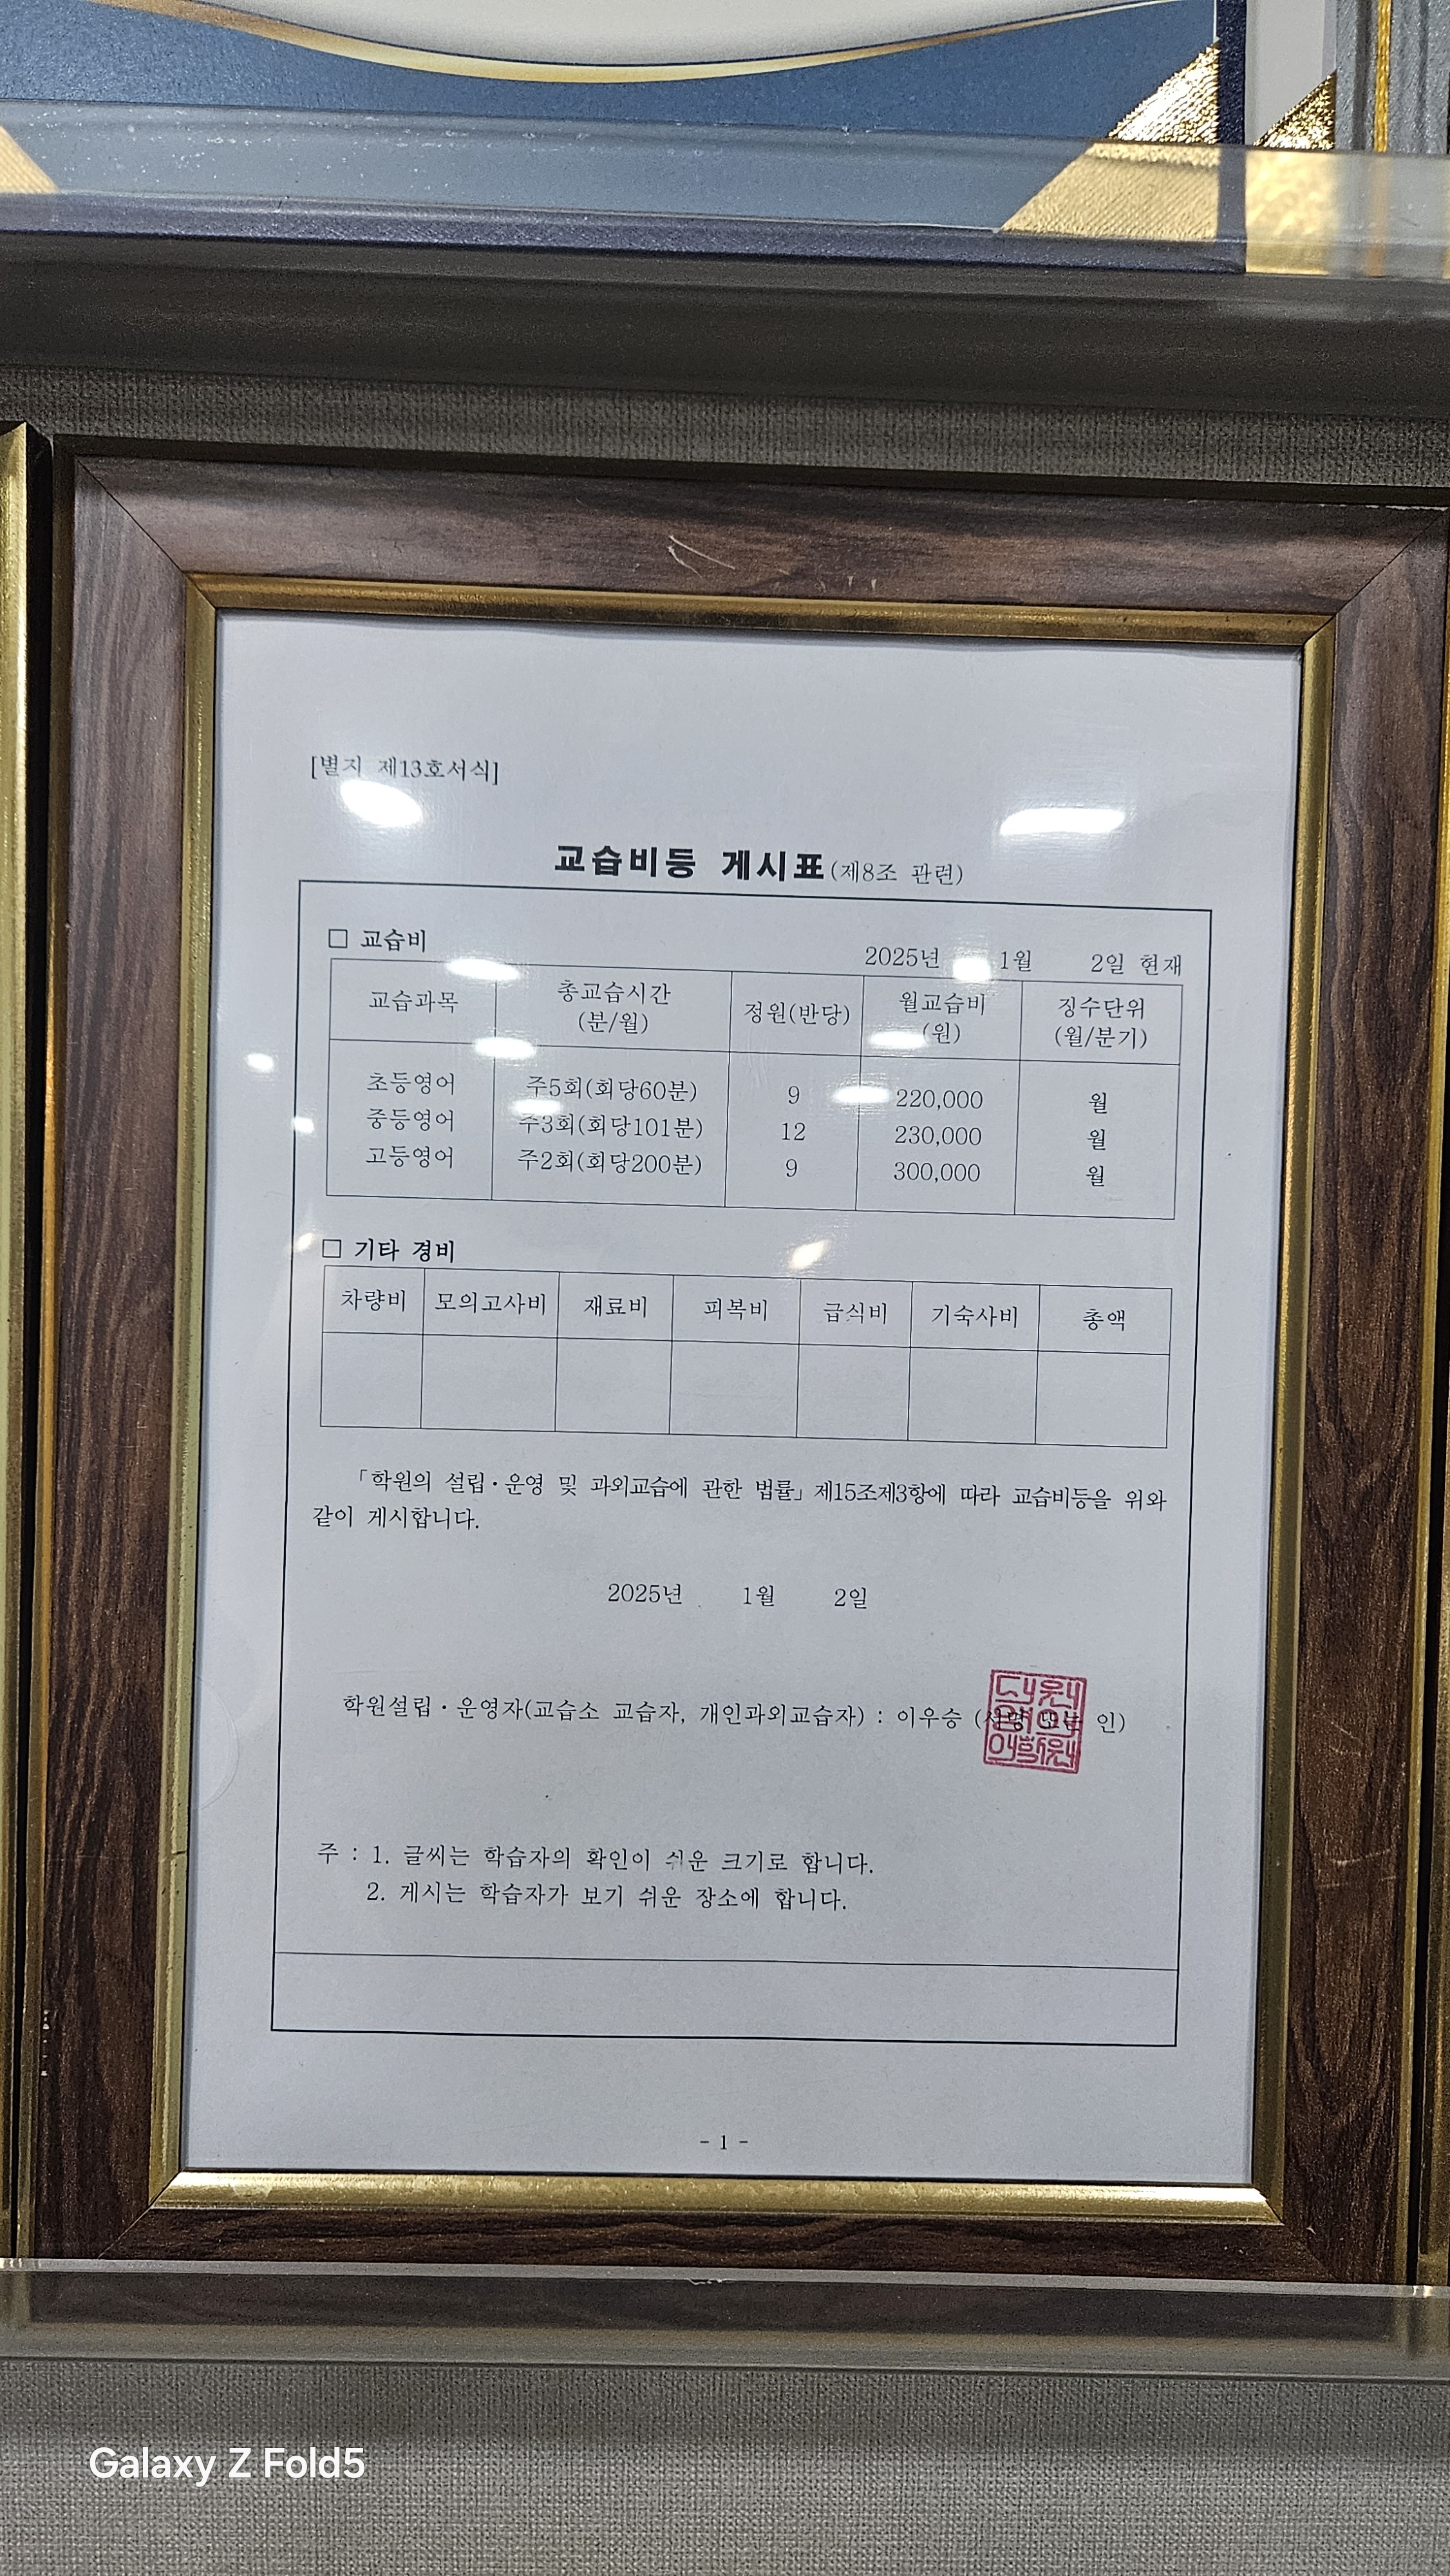 [별지 제13호서식]
교습비등 게시표(제8조 관련)
□ 교습비
2025년 1월 2일 현재
교습과목 총교습시간(분/월) 정원(반당) 월교습비(원) 징수단위(월/분기)
초등영어 주5회(회당60분) 9 220,000 월
중등영어 주3회(회당101분) 12 230,000 월
고등영어 주2회(회당200분) 9 300,000 월
□ 기타 경비
차량비 모의고사비 재료비 피복비 급식비 기숙사비 총액
「학원의 설립·운영 및 과외교습에 관한 법률」제15조제3항에 따라 교습비등을 위와
같이 게시합니다.
2025년 1월 2일
학원설립·운영자(교습소 교습자, 개인과외교습자) : 이우승 (서명 또는 인)
주 : 1. 글씨는 학습자의 확인이 쉬운 크기로 합니다.
2. 게시는 학습자가 보기 쉬운 장소에 합니다.
- 1 -
Galaxy Z Fold5